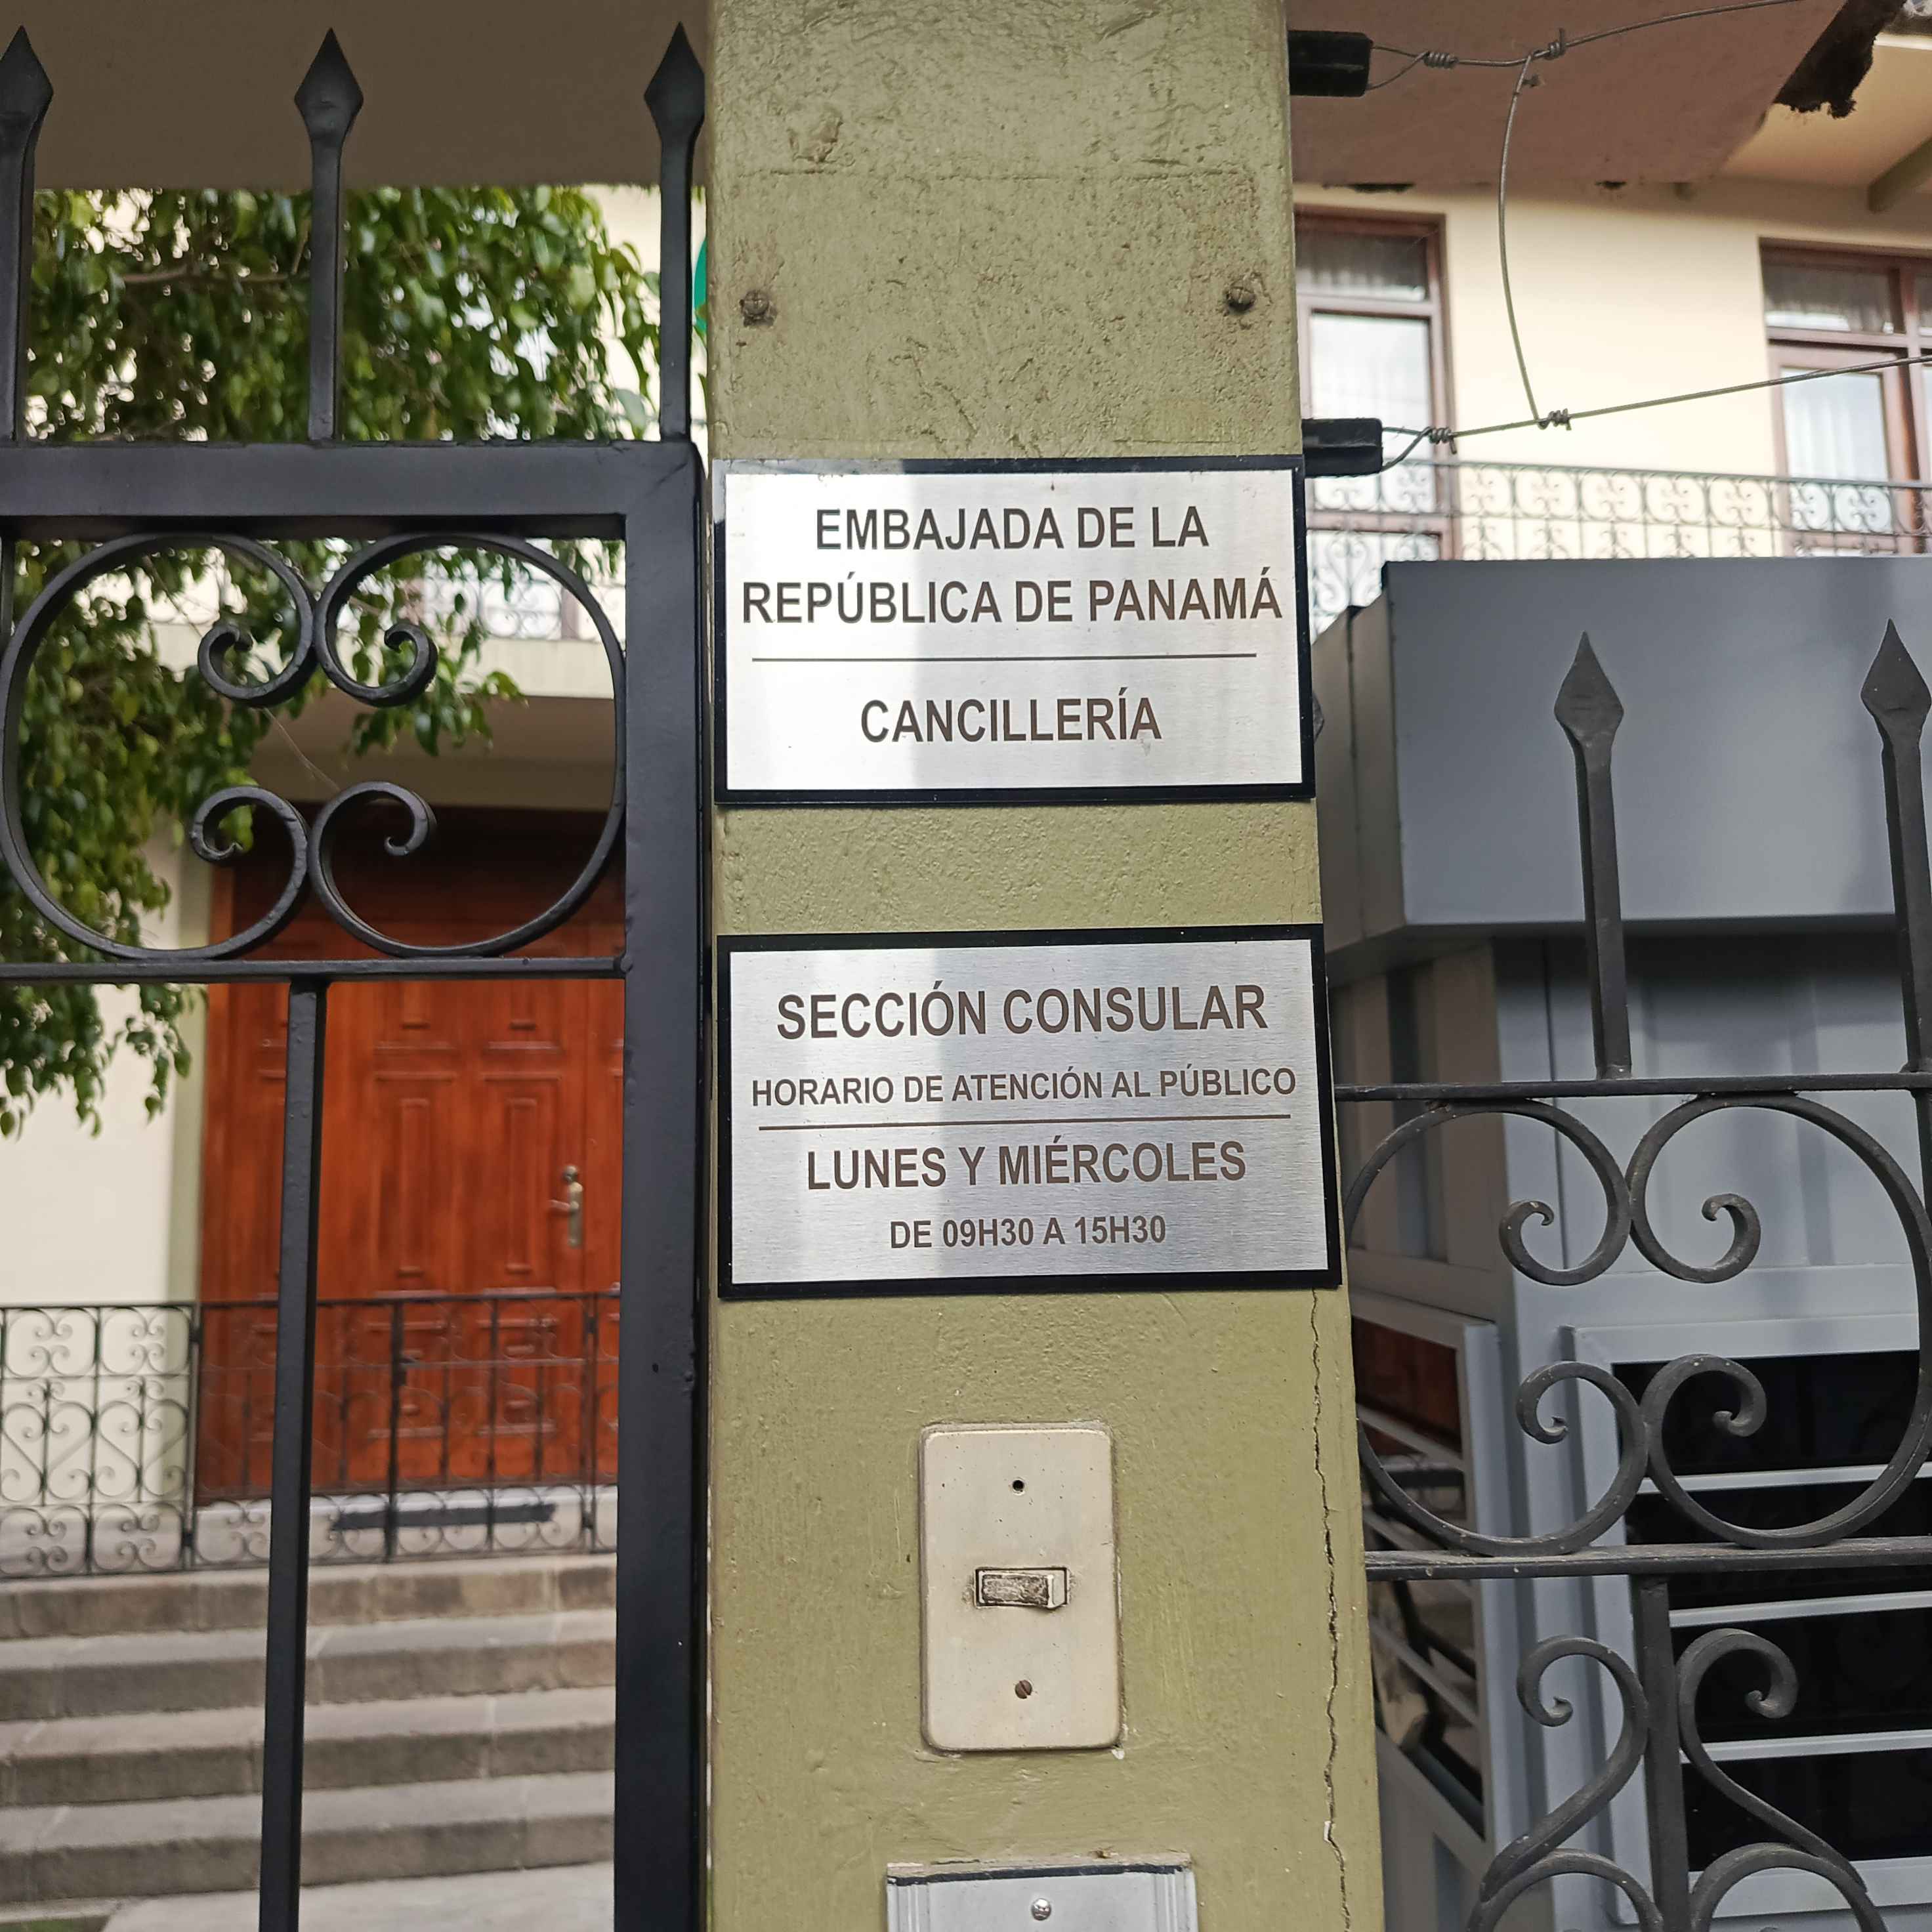 EMBAJADA DE LA
REPÚBLICA DE PANAMÁ
CANCILLERÍA
SECCIÓN CONSULAR
HORARIO DE ATENCIÓN AL PÚBLICO
LUNES Y MIÉRCOLES
DE 09H30 A 15H30